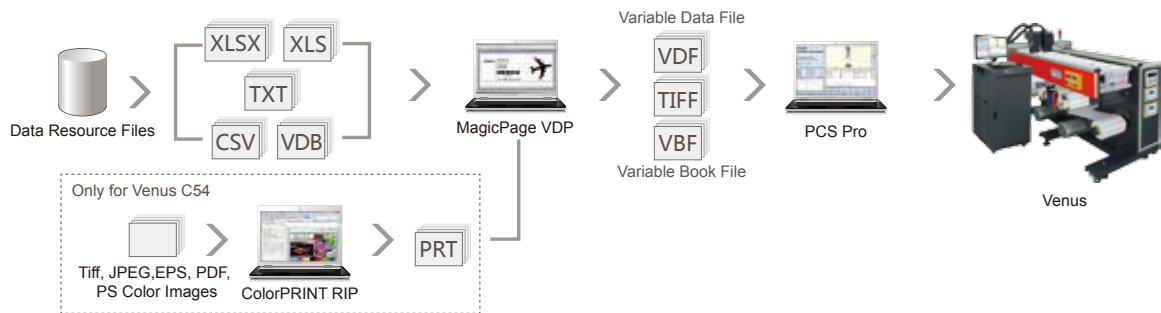 Data Resource Files
XLSX
XLS
TXT
CSV
VDB
MagicPage VDP
Variable Data File
VDF
TIFF
VBF
Variable Book File
PCS Pro
Venus
Only for Venus C54
Tiff, JPEG,EPS, PDF,
PS Color Images
ColorPRINT RIP
PRT